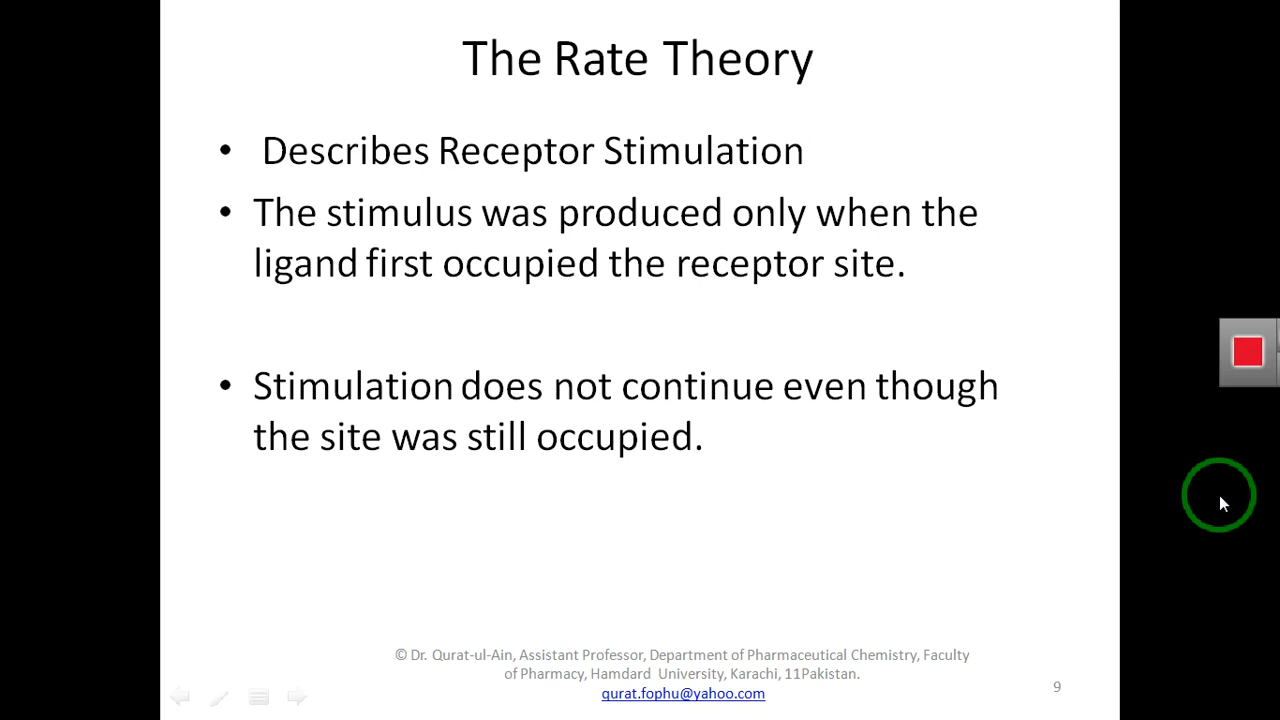 The Rate Theory
• Describes Receptor Stimulation
• The stimulus was produced only when the
ligand first occupied the receptor site.
• Stimulation does not continue even though
the site was still occupied.
© Dr. Qurat-ul-Ain, Assistant Professor, Department of Pharmaceutical Chemistry, Faculty
of Pharmacy, Hamdard University, Karachi, 11Pakistan.
qurat.fophu@yahoo.com
9